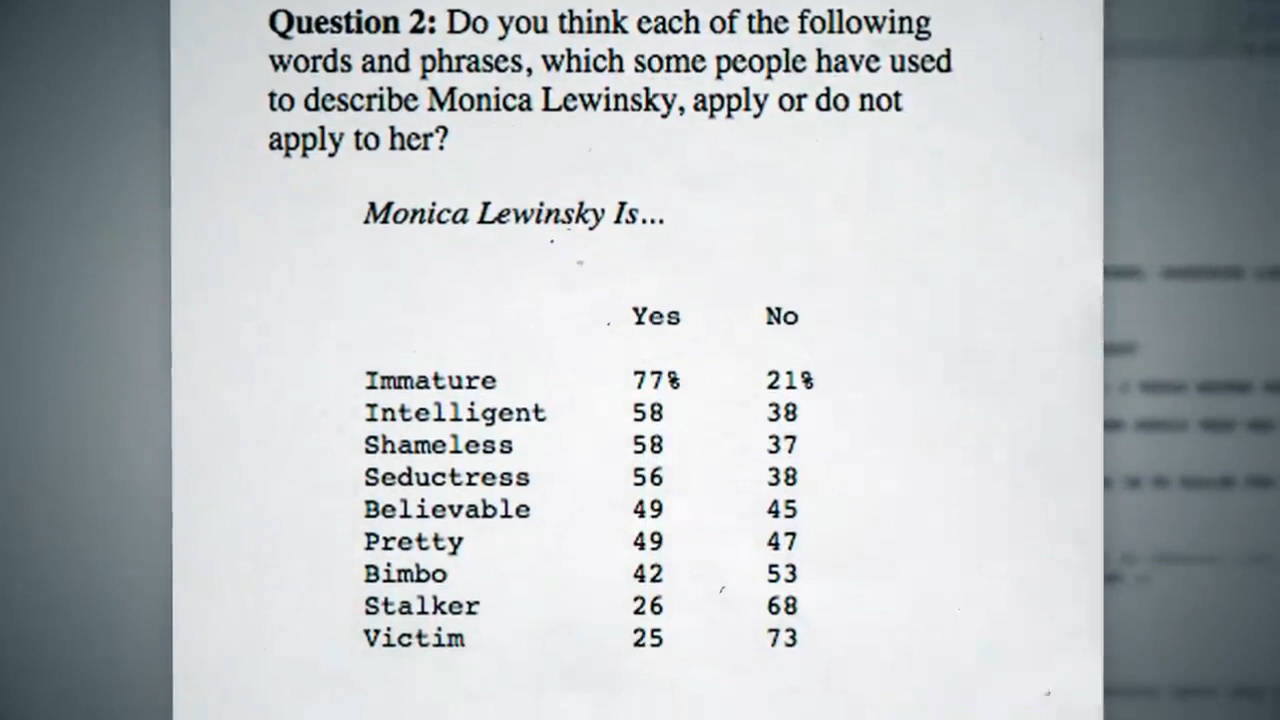 Question 2: Do you think each of the following
words and phrases, which some people have used
to describe Monica Lewinsky, apply or do not
apply to her?
Monica Lewinsky Is...
Yes No
Immature 77% 21%
Intelligent 58 38
Shameless 58 37
Seductress 56 38
Believable 49 45
Pretty 49 47
Bimbo 42 53
Stalker 26 68
Victim 25 73